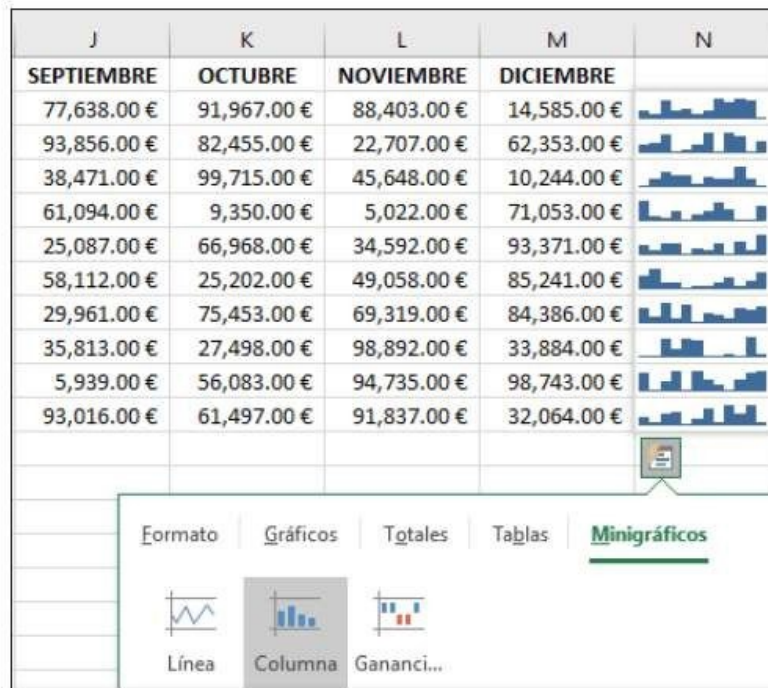 J K L M N
SEPTIEMBRE OCTUBRE NOVIEMBRE DICIEMBRE
77,638.00 € 91,967.00 € 88,403.00 € 14,585.00 €
93,856.00 € 82,455.00 € 22,707.00 € 62,353.00 €
38,471.00 € 99,715.00 € 45,648.00 € 10,244.00 €
61,094.00 € 9,350.00 € 5,022.00 € 71,053.00 €
25,087.00 € 66,968.00 € 34,592.00 € 93,371.00 €
58,112.00 € 25,202.00 € 49,058.00 € 85,241.00 €
29,961.00 € 75,453.00 € 69,319.00 € 84,386.00 €
35,813.00 € 27,498.00 € 98,892.00 € 33,884.00 €
5,939.00 € 56,083.00 € 94,735.00 € 98,743.00 €
93,016.00 € 61,497.00 € 91,837.00 € 32,064.00 €
Formato Gráficos Totales Tablas Minigráficos
Línea Columna Gananci...